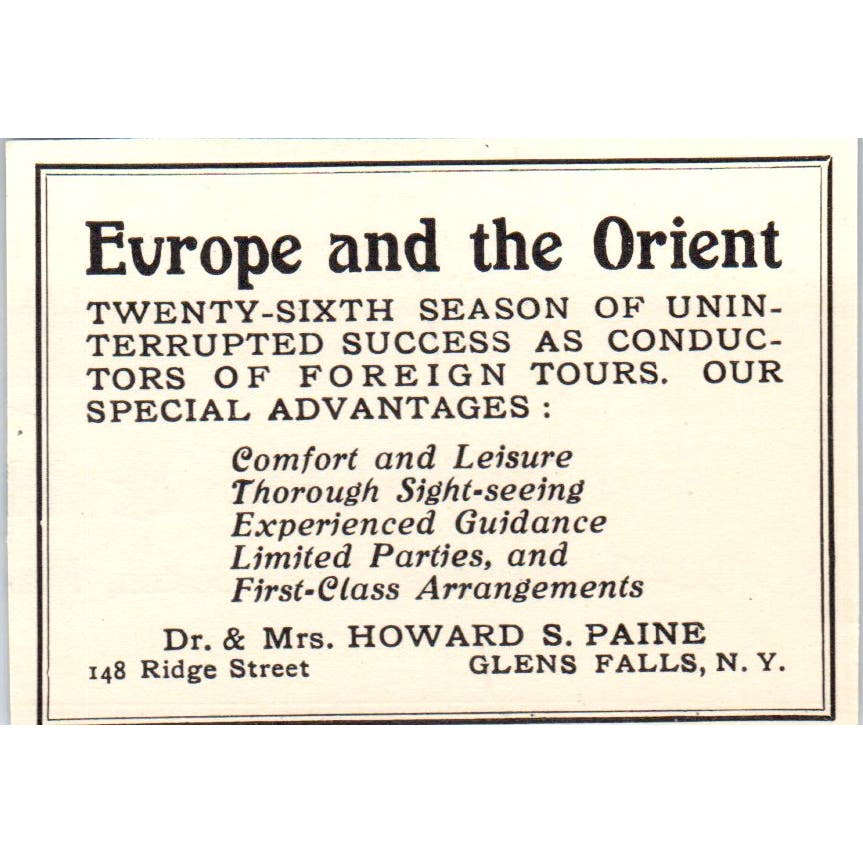 Europe and the Orient
TWENTY-SIXTH SEASON OF UNIN-
TERRUPTED SUCCESS AS CONDUC-
TORS OF FOREIGN TOURS. OUR
SPECIAL ADVANTAGES :
Comfort and Leisure
Thorough Sight-seeing
Experienced Guidance
Limited Parties, and
First-Class Arrangements
Dr. & Mrs. HOWARD S. PAINE
148 Ridge Street GLENS FALLS, N. Y.